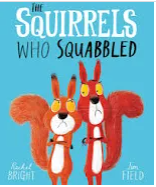 THE
SQUIRRELS
WHO SQUABBLED
Rachel
BRIGHT
Jim
FIELD